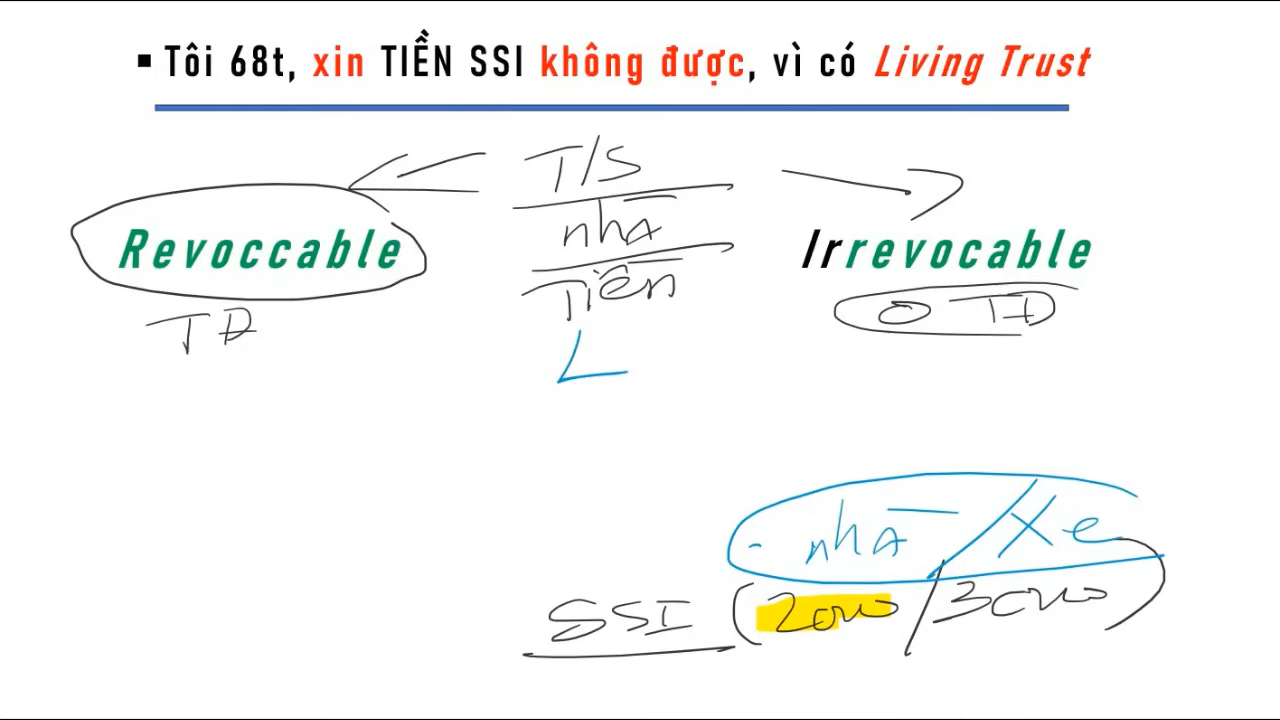 ▪ Tôi 68t, xin TIỀN SSI không được, vì có Living Trust
T/S
nhà
Tiền
Revoccable
Irrevocable
TĐ
O TĐ
L
- nhà / Xe
SSI (2000 / 3000)